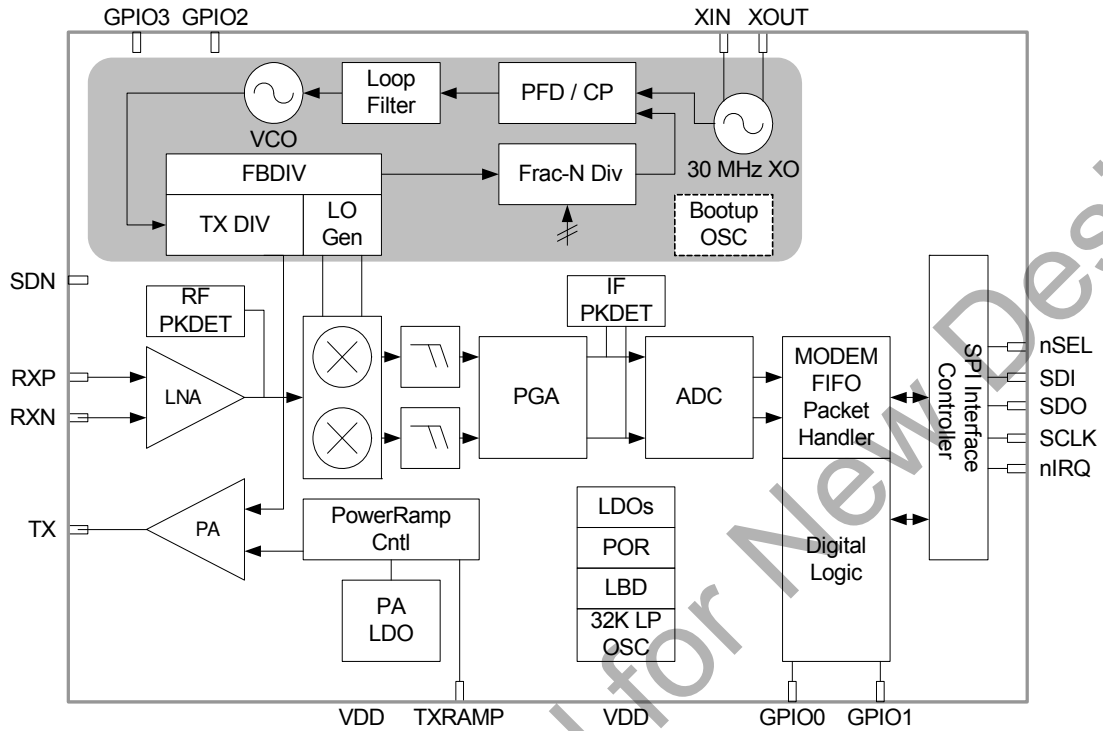 GPIO3 GPIO2
XIN XOUT
Loop
Filter
PFD / CP
VCO
30 MHz XO
FBDIV
Frac-N Div
TX DIV
LO
Gen
Bootup
OSC
SDN
RF
PKDET
IF
PKDET
RXP
RXN
LNA
PGA
ADC
MODEM
FIFO
Packet
Handler
SPI Interface
Controller
nSEL
SDI
SDO
SCLK
nIRQ
TX
PA
PowerRamp
Cntl
PA
LDO
LDOs
POR
LBD
32K LP
OSC
Digital
Logic
VDD TXRAMP
VDD
GPIO0 GPIO1
for New Des